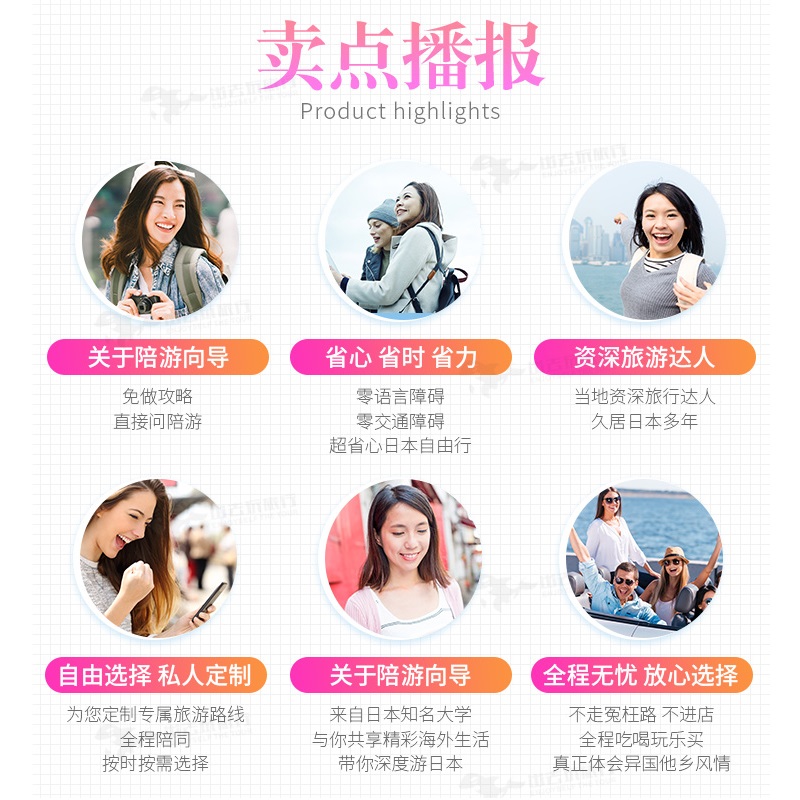 卖点播报
Product highlights
关于陪游向导
免做攻略
直接问陪游
省心 省时 省力
零语言障碍
零交通障碍
超省心日本自由行
资深旅游达人
当地资深旅行达人
久居日本多年
自由选择 私人定制
为您定制专属旅游路线
全程陪同
按时按需选择
关于陪游向导
来自日本知名大学
与你共享精彩海外生活
带你深度游日本
全程无忧 放心选择
不走冤枉路 不进店
全程吃喝玩乐买
真正体会异国他乡风情